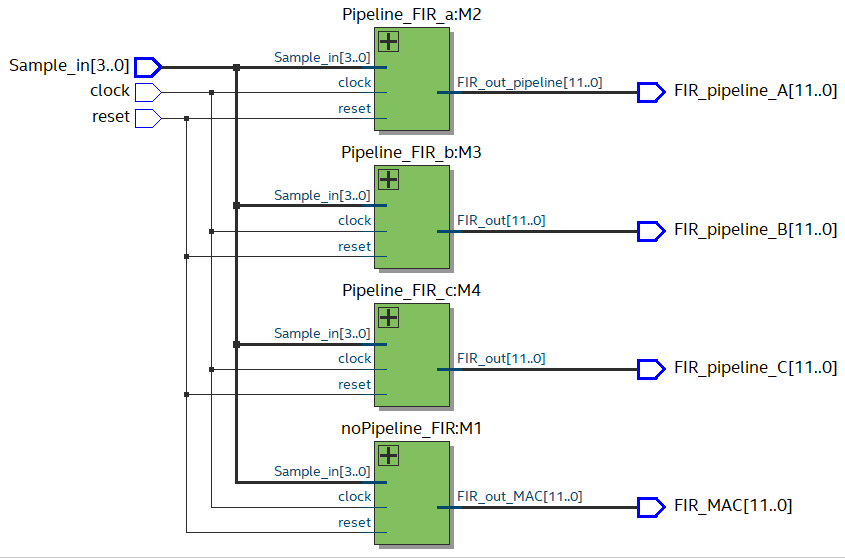 Pipeline_FIR_a:M2
Sample_in[3..0]
Sample_in[3..0]
clock
clock
FIR_out_pipeline[11..0]
FIR_pipeline_A[11..0]
reset
reset
Pipeline_FIR_b:M3
Sample_in[3..0]
clock
FIR_out[11..0]
FIR_pipeline_B[11..0]
reset
Pipeline_FIR_c:M4
Sample_in[3..0]
clock
FIR_out[11..0]
FIR_pipeline_C[11..0]
reset
noPipeline_FIR:M1
Sample_in[3..0]
clock
FIR_out_MAC[11..0]
FIR_MAC[11..0]
reset